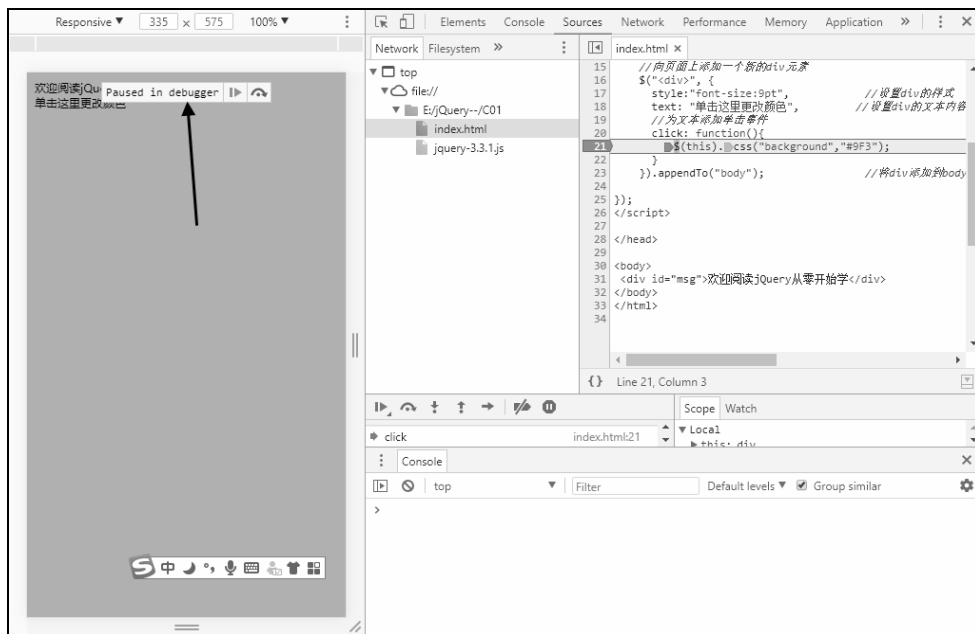 Responsive ▼ 335 × 575 100% ▼
Elements Console Sources Network Performance Memory Application »
Network Filesystem »
index.html ×
top
file://
E:/jQuery--/C01
index.html
jquery-3.3.1.js
15 //向页面上添加一个新的div元素
16 $("<div>", {
17 style:"font-size:9pt", //设置div的样式
18 text: "单击这里更改颜色", //设置div的文本内容
19 //为文本添加单击事件
20 click: function(){
21 $(this).css("background","#9F3");
22 }
23 }).appendTo("body"); //将div添加到body
24
25 });
26 </script>
27
28 </head>
29
30 <body>
31 <div id="msg">欢迎阅读jQuery从零开始学</div>
32 </body>
33 </html>
34
{} Line 21, Column 3
欢迎阅读jQu
Paused in debugger
单击这里更改颜色
Scope Watch
click index.html:21
Local
this: div
Console
top ▼ Filter Default levels ▼ Group similar
>
S 中